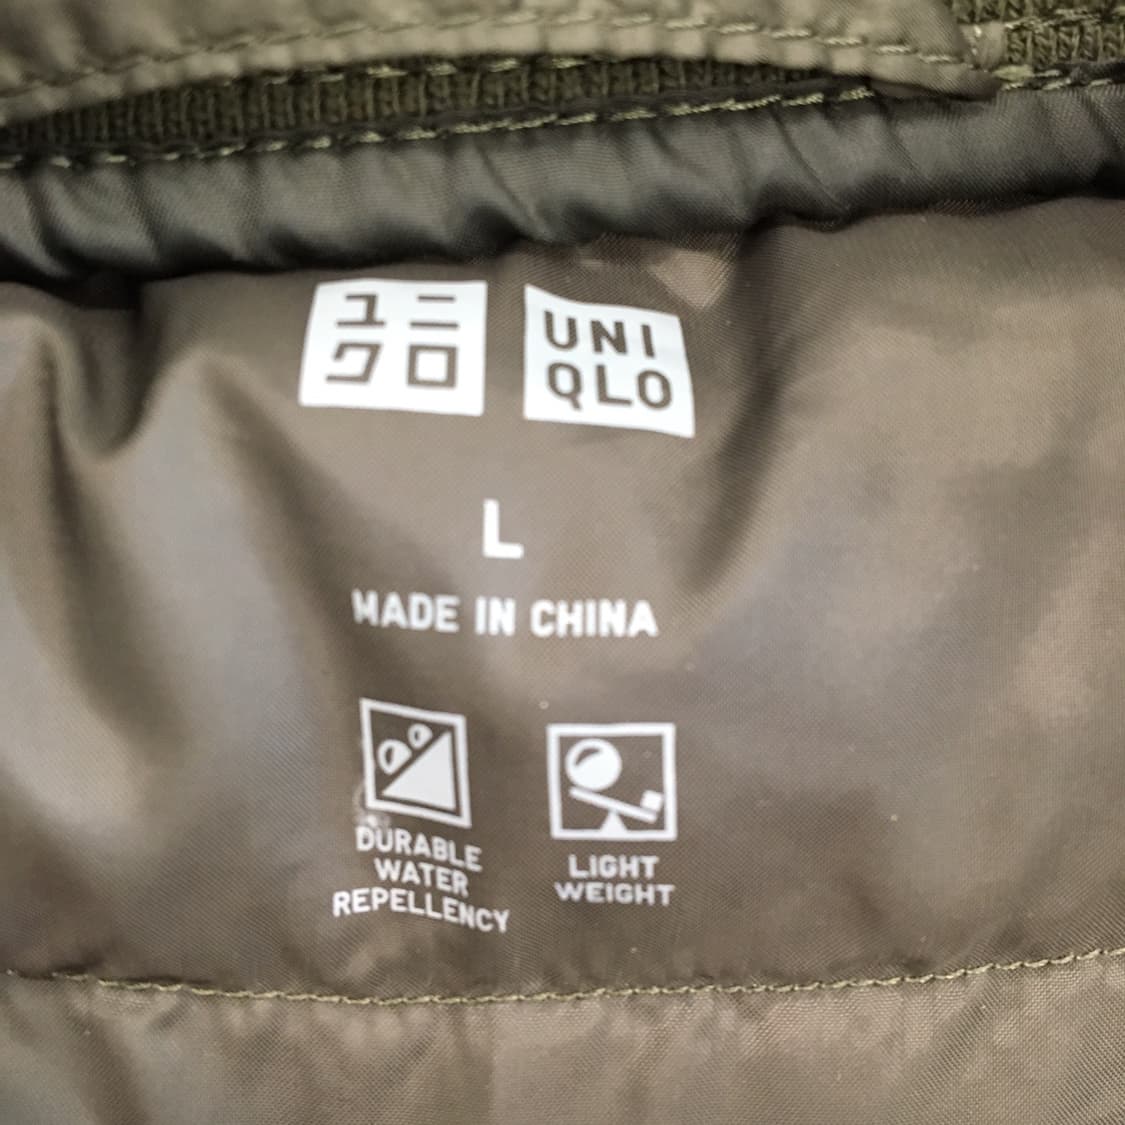 ユニ
クロ
UNI
QLO
L
MADE IN CHINA
DURABLE
WATER
REPELLENCY
LIGHT
WEIGHT